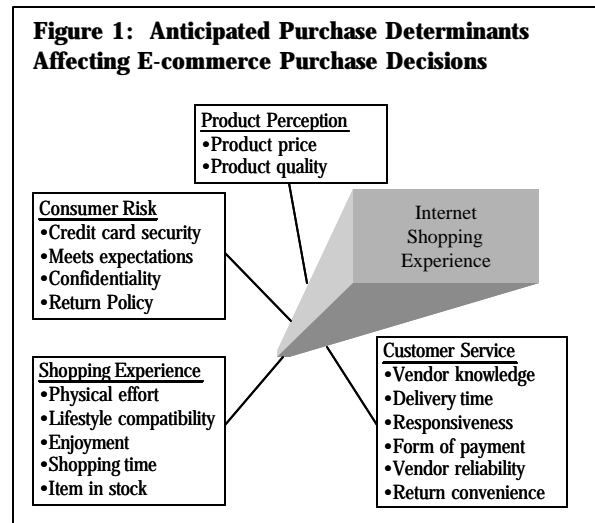 Figure 1: Anticipated Purchase Determinants
Affecting E-commerce Purchase Decisions
Product Perception
•Product price
•Product quality
Internet
Shopping
Experience
Consumer Risk
•Credit card security
•Meets expectations
•Confidentiality
•Return Policy
Shopping Experience
•Physical effort
•Lifestyle compatibility
•Enjoyment
•Shopping time
•Item in stock
Customer Service
•Vendor knowledge
•Delivery time
•Responsiveness
•Form of payment
•Vendor reliability
•Return convenience